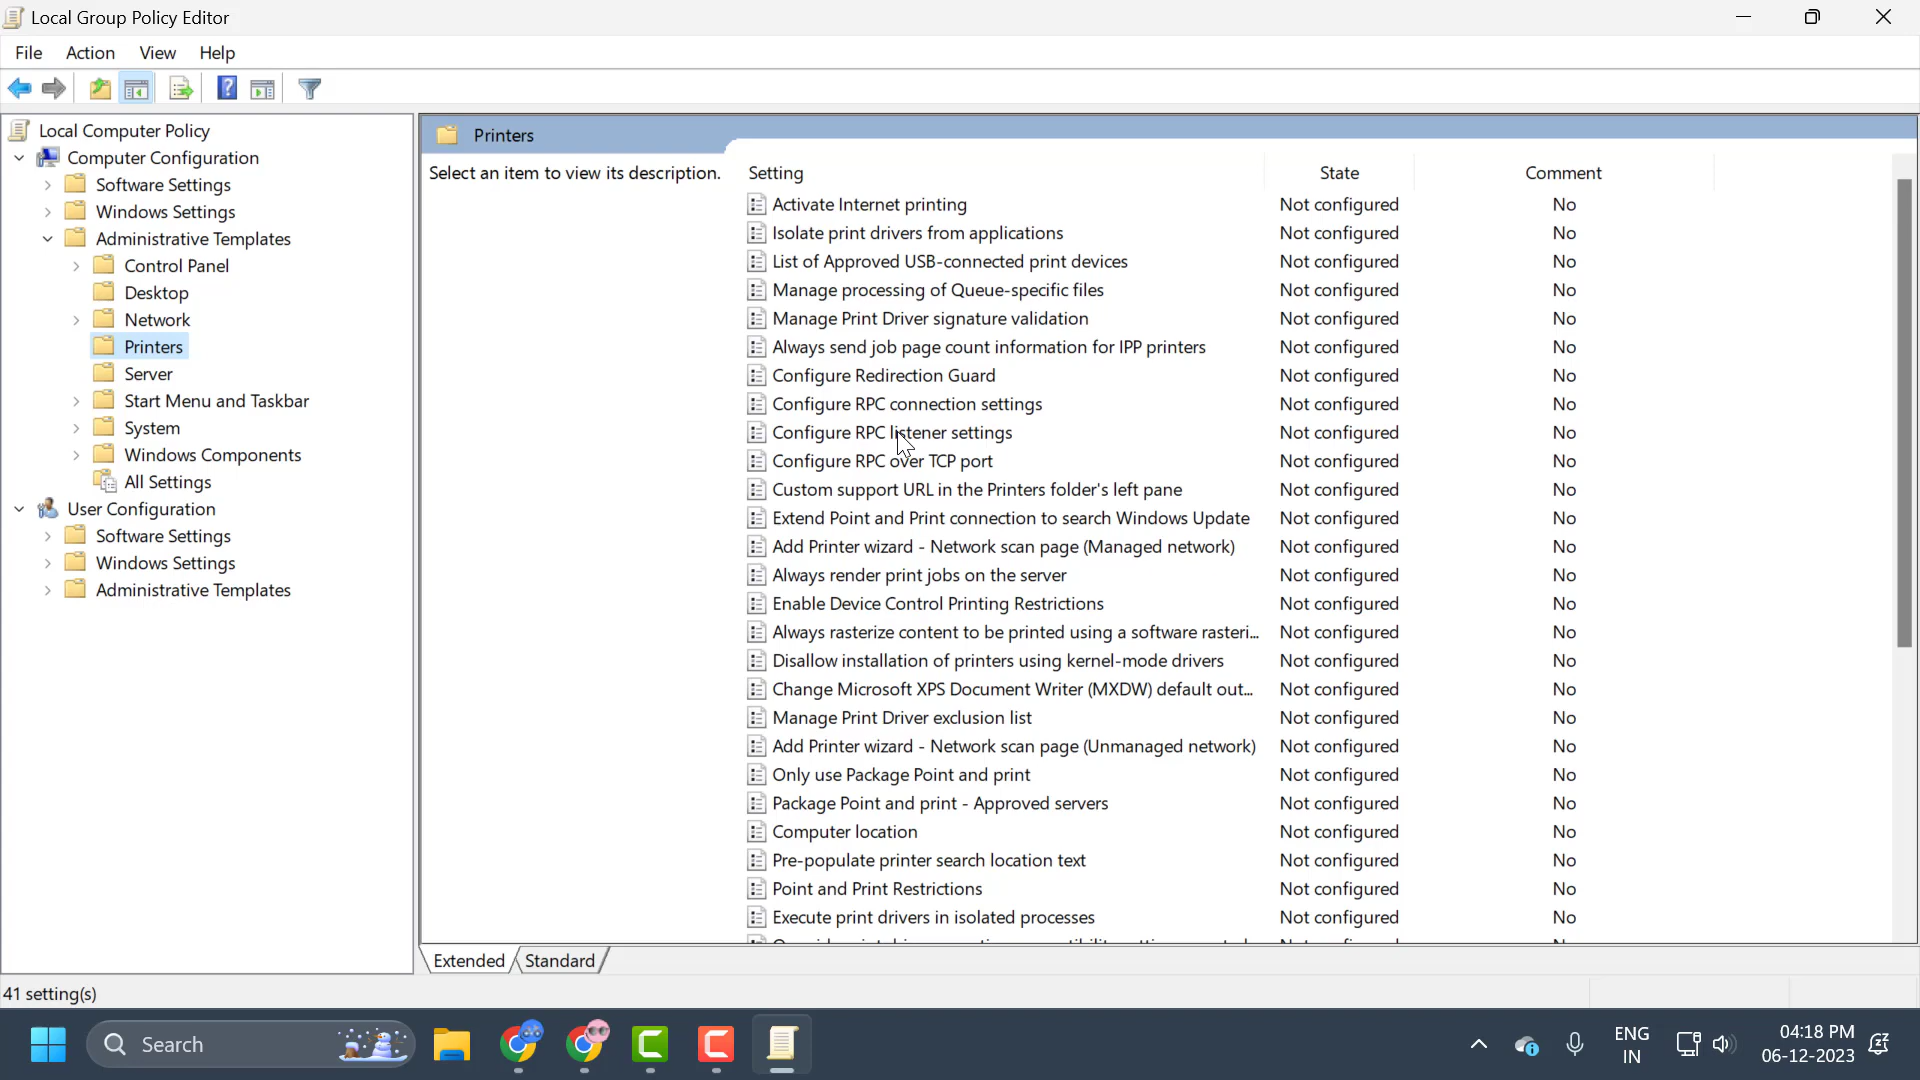 Local Group Policy Editor
File Action View Help
Local Computer Policy
Computer Configuration
Software Settings
Windows Settings
Administrative Templates
Control Panel
Desktop
Network
Printers
Server
Start Menu and Taskbar
System
Windows Components
All Settings
User Configuration
Software Settings
Windows Settings
Administrative Templates
Printers
Select an item to view its description.
Setting State Comment
Activate Internet printing Not configured No
Isolate print drivers from applications Not configured No
List of Approved USB-connected print devices Not configured No
Manage processing of Queue-specific files Not configured No
Manage Print Driver signature validation Not configured No
Always send job page count information for IPP printers Not configured No
Configure Redirection Guard Not configured No
Configure RPC connection settings Not configured No
Configure RPC listener settings Not configured No
Configure RPC over TCP port Not configured No
Custom support URL in the Printers folder's left pane Not configured No
Extend Point and Print connection to search Windows Update Not configured No
Add Printer wizard - Network scan page (Managed network) Not configured No
Always render print jobs on the server Not configured No
Enable Device Control Printing Restrictions Not configured No
Always rasterize content to be printed using a software rasteri... Not configured No
Disallow installation of printers using kernel-mode drivers Not configured No
Change Microsoft XPS Document Writer (MXDW) default out... Not configured No
Manage Print Driver exclusion list Not configured No
Add Printer wizard - Network scan page (Unmanaged network) Not configured No
Only use Package Point and print Not configured No
Package Point and print - Approved servers Not configured No
Computer location Not configured No
Pre-populate printer search location text Not configured No
Point and Print Restrictions Not configured No
Execute print drivers in isolated processes Not configured No
Extended Standard
41 setting(s)
Search
ENG
IN
04:18 PM
06-12-2023